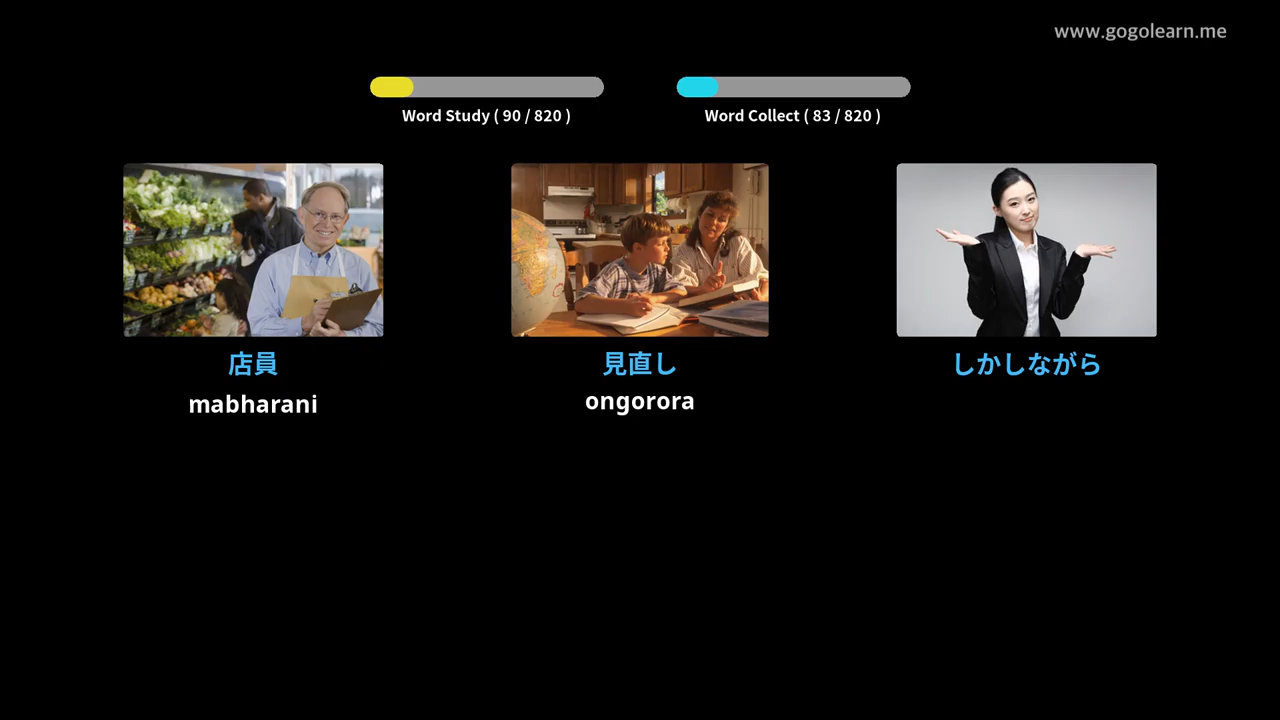 www.gogolearn.me
Word Study ( 90 / 820 )
Word Collect ( 83 / 820 )
店員
見直し
しかしながら
mabharani
ongorora